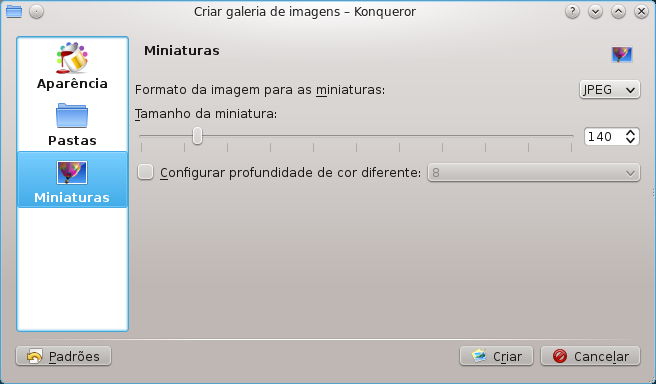 Criar galeria de imagens – Konqueror
Aparência
Pastas
Miniaturas
Miniaturas
Formato da imagem para as miniaturas: JPEG
Tamanho da miniatura:
140
Configurar profundidade de cor diferente: 8
Padrões Criar Cancelar